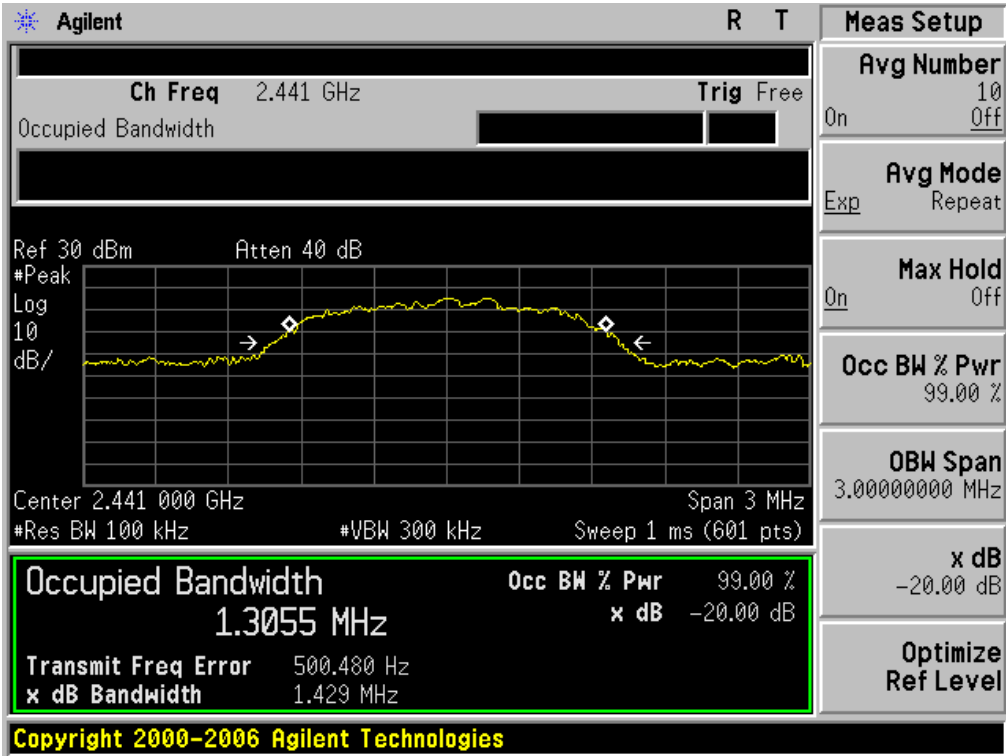 Agilent R T
Ch Freq 2.441 GHz Trig Free
Occupied Bandwidth
Ref 30 dBm Atten 40 dB
#Peak
Log
10
dB/
Center 2.441 000 GHz Span 3 MHz
#Res BW 100 kHz #VBW 300 kHz Sweep 1 ms (601 pts)
Occupied Bandwidth
1.3055 MHz
Occ BW % Pwr 99.00 %
x dB -20.00 dB
Transmit Freq Error 500.480 Hz
x dB Bandwidth 1.429 MHz
Copyright 2000-2006 Agilent Technologies
Meas Setup
Avg Number
10
On Off
Avg Mode
Exp Repeat
Max Hold
On Off
Occ BW % Pwr
99.00 %
OBW Span
3.00000000 MHz
x dB
-20.00 dB
Optimize
Ref Level